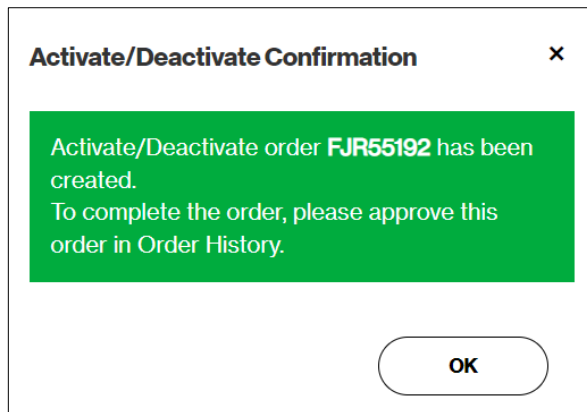 Activate/Deactivate Confirmation ×
Activate/Deactivate order FJR55192 has been
created.
To complete the order, please approve this
order in Order History.
OK